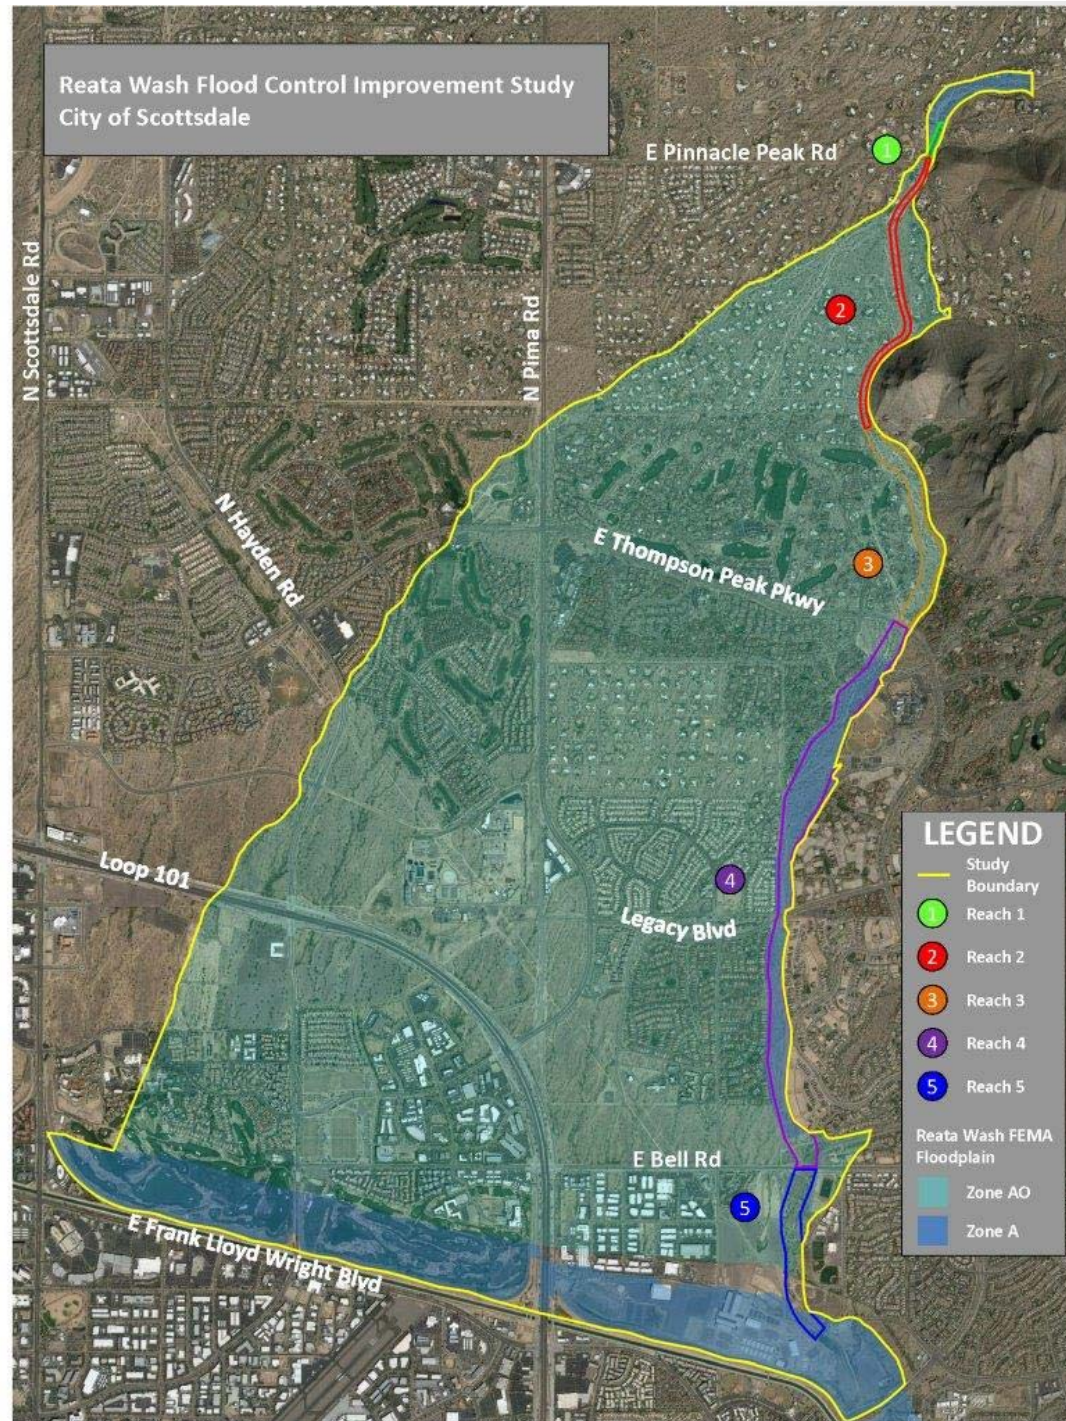 Reata Wash Flood Control Improvement Study
City of Scottsdale
E Pinnacle Peak Rd
1
N Scottsdale Rd
N Pima Rd
2
N Hayden Rd
E Thompson Peak Pkwy
3
Loop 101
4
Legacy Blvd
LEGEND
Study
Boundary
1 Reach 1
2 Reach 2
3 Reach 3
4 Reach 4
5 Reach 5
Reata Wash FEMA
Floodplain
Zone AO
Zone A
E Bell Rd
5
E Frank Lloyd Wright Blvd